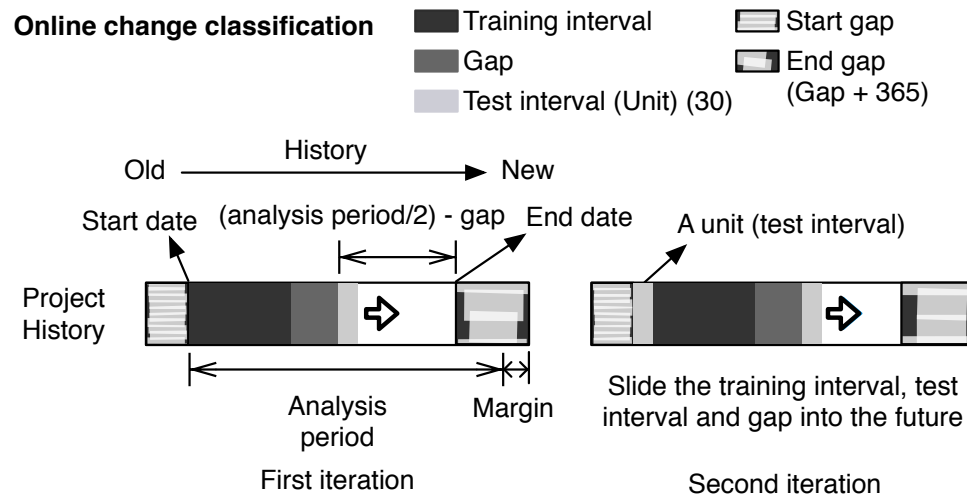 Online change classification
Training interval
Gap
Test interval (Unit) (30)
Start gap
End gap
(Gap + 365)
History
Old
New
Start date
(analysis period/2) - gap
End date
A unit (test interval)
Project
History
Analysis
period
Margin
First iteration
Slide the training interval, test
interval and gap into the future
Second iteration